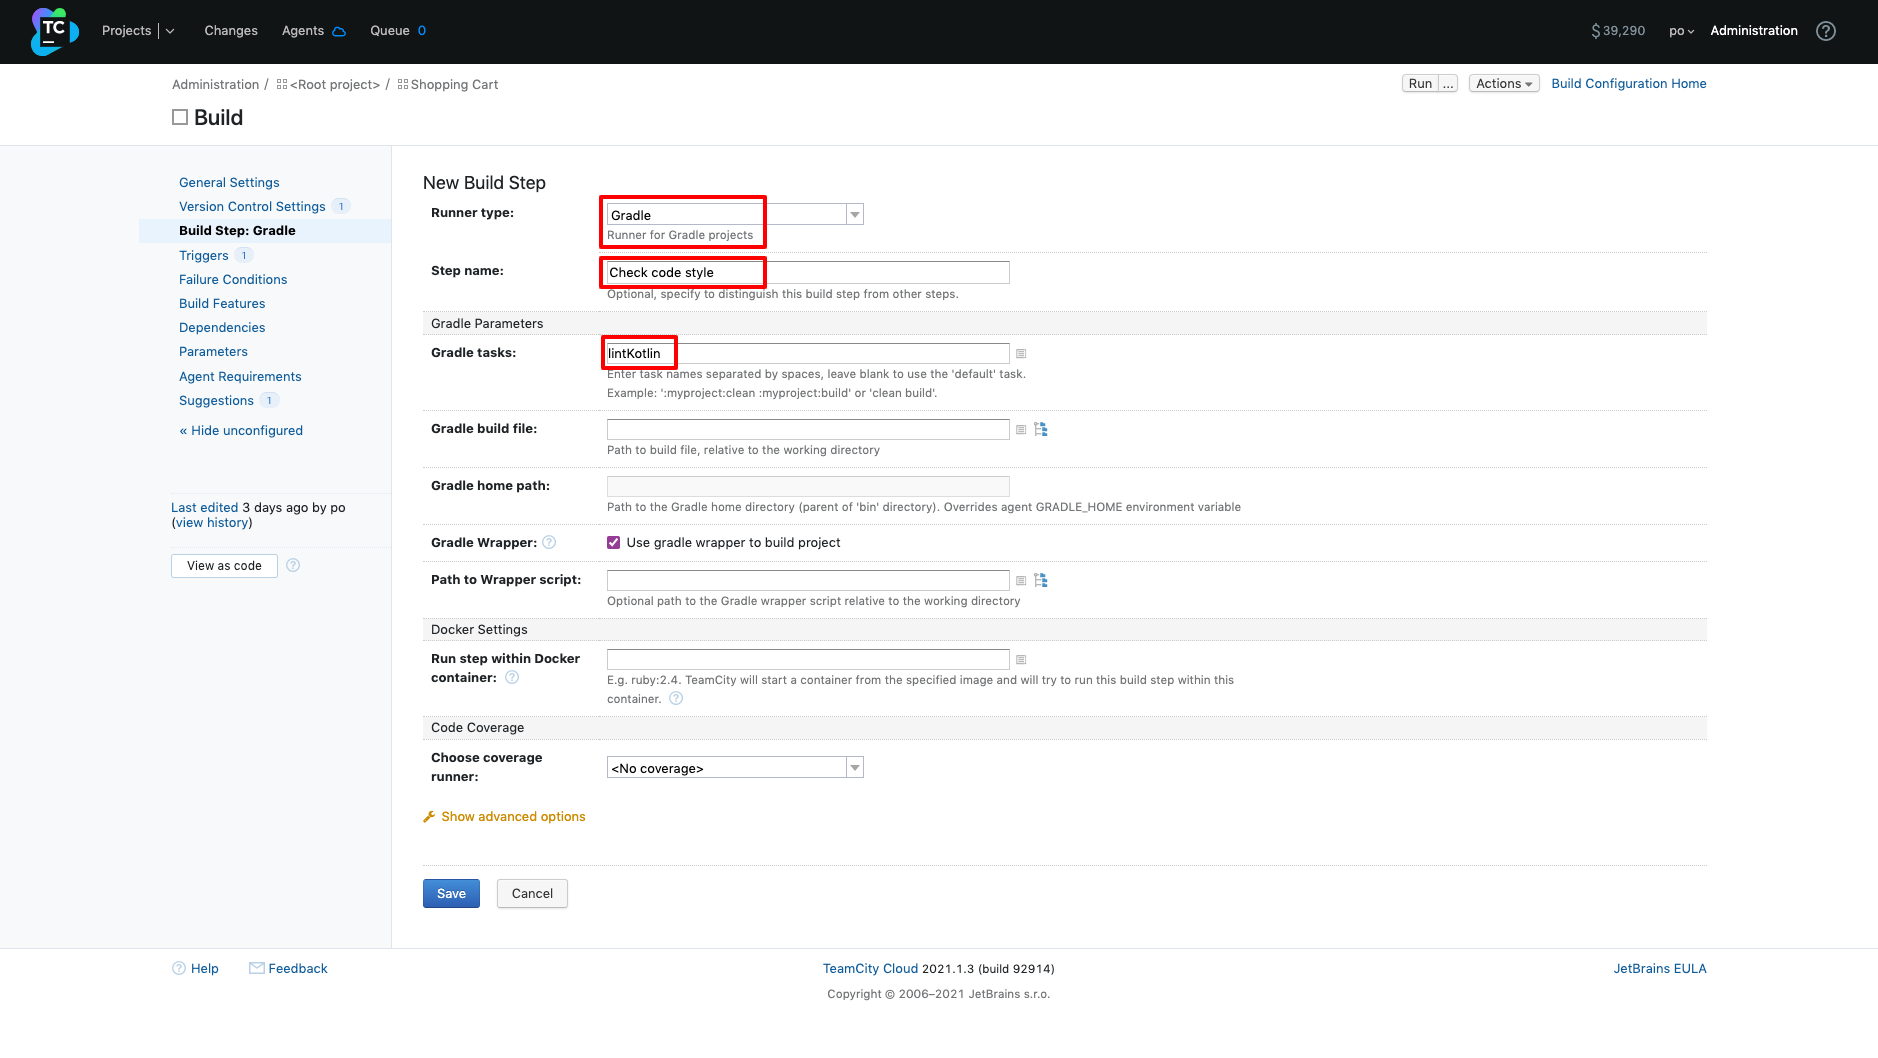 TC
Projects
Changes
Agents
Queue 0
$ 39,290
po
Administration
Administration / <Root project> / Shopping Cart
Run ...
Actions
Build Configuration Home
Build
General Settings
Version Control Settings 1
Build Step: Gradle
Triggers 1
Failure Conditions
Build Features
Dependencies
Parameters
Agent Requirements
Suggestions 1
« Hide unconfigured
Last edited 3 days ago by po
(view history)
View as code
New Build Step
Runner type:
Gradle
Runner for Gradle projects
Step name:
Check code style
Optional, specify to distinguish this build step from other steps.
Gradle Parameters
Gradle tasks:
lintKotlin
Enter task names separated by spaces, leave blank to use the 'default' task.
Example: ':myproject:clean :myproject:build' or 'clean build'.
Gradle build file:
Path to build file, relative to the working directory
Gradle home path:
Path to the Gradle home directory (parent of 'bin' directory). Overrides agent GRADLE_HOME environment variable
Gradle Wrapper:
Use gradle wrapper to build project
Path to Wrapper script:
Optional path to the Gradle wrapper script relative to the working directory
Docker Settings
Run step within Docker
container:
E.g. ruby:2.4. TeamCity will start a container from the specified image and will try to run this build step within this
container.
Code Coverage
Choose coverage
runner:
<No coverage>
Show advanced options
Save
Cancel
Help
Feedback
TeamCity Cloud 2021.1.3 (build 92914)
JetBrains EULA
Copyright © 2006–2021 JetBrains s.r.o.